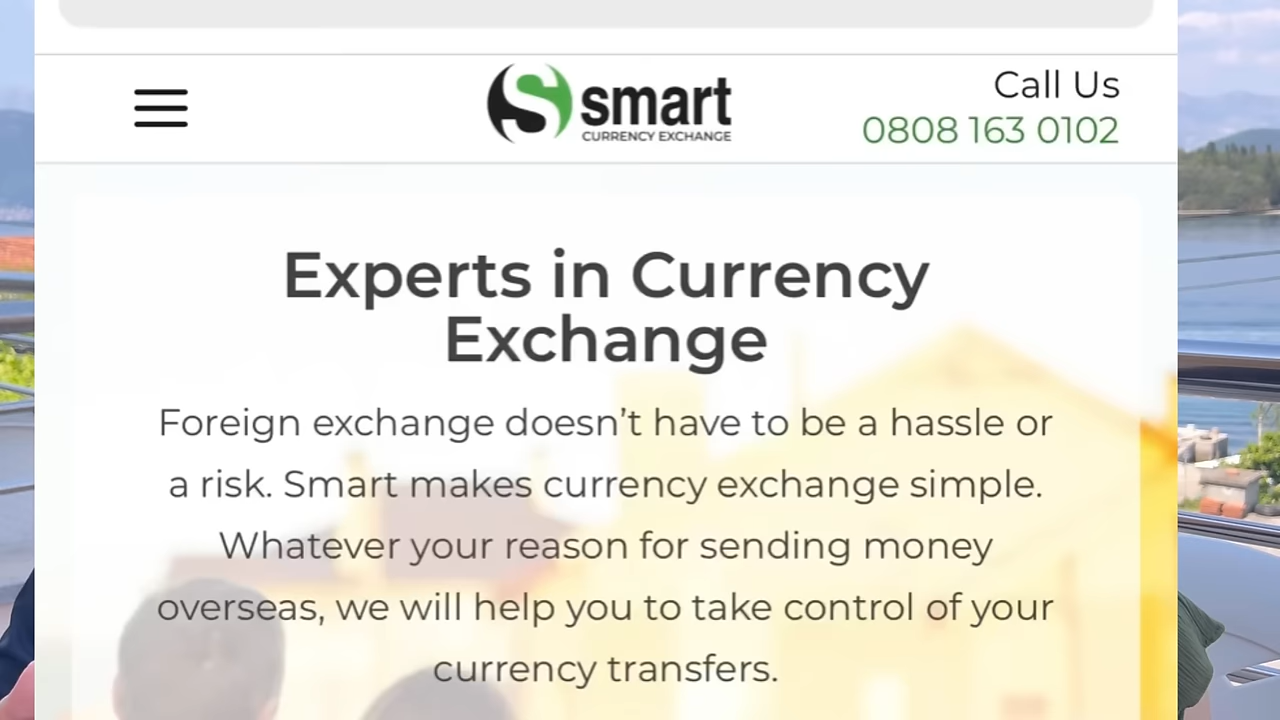 smart
CURRENCY EXCHANGE
Call Us
0808 163 0102
Experts in Currency
Exchange
Foreign exchange doesn’t have to be a hassle or
a risk. Smart makes currency exchange simple.
Whatever your reason for sending money
overseas, we will help you to take control of your
currency transfers.